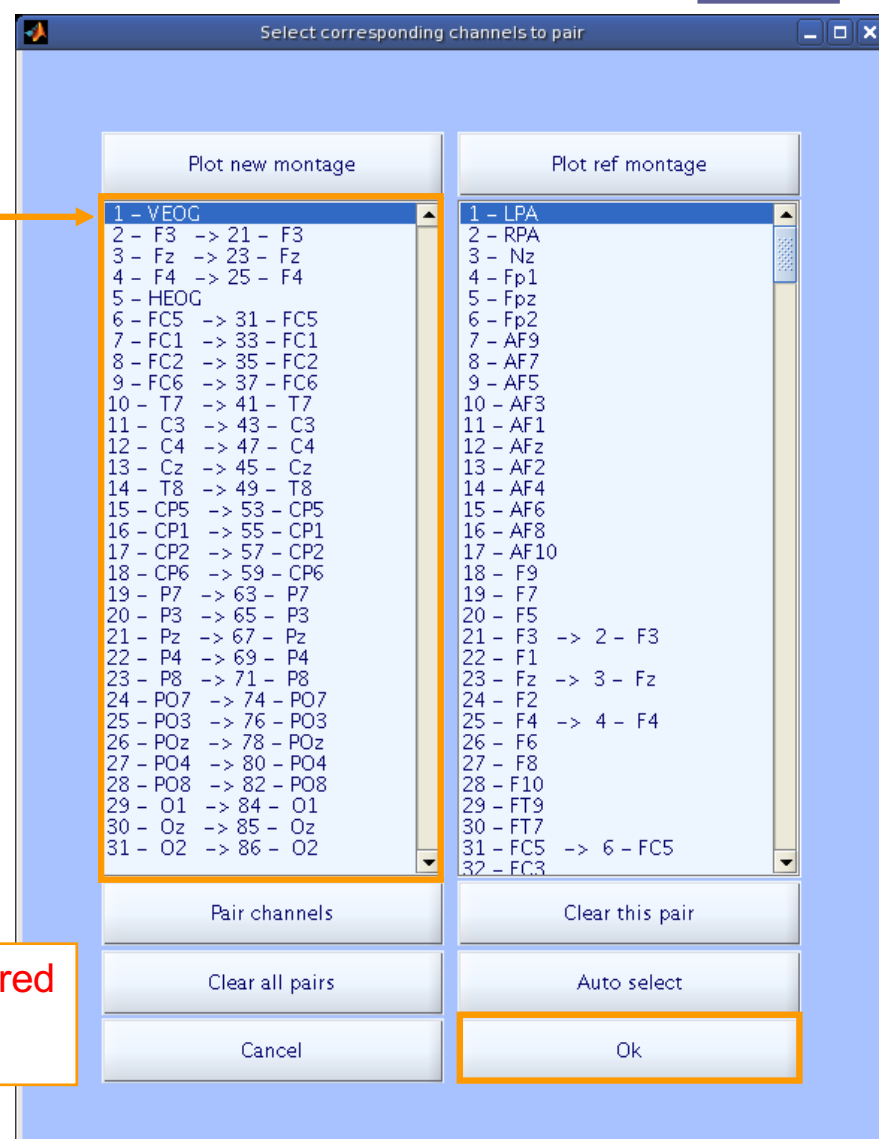 Select corresponding channels to pair
Plot new montage
Plot ref montage
1 – VEOG
2 – F3 –> 21 – F3
3 – Fz –> 23 – Fz
4 – F4 –> 25 – F4
5 – HEOG
6 – FC5 –> 31 – FC5
7 – FC1 –> 33 – FC1
8 – FC2 –> 35 – FC2
9 – FC6 –> 37 – FC6
10 – T7 –> 41 – T7
11 – C3 –> 43 – C3
12 – C4 –> 47 – C4
13 – Cz –> 45 – Cz
14 – T8 –> 49 – T8
15 – CP5 –> 53 – CP5
16 – CP1 –> 55 – CP1
17 – CP2 –> 57 – CP2
18 – CP6 –> 59 – CP6
19 – P7 –> 63 – P7
20 – P3 –> 65 – P3
21 – Pz –> 67 – Pz
22 – P4 –> 69 – P4
23 – P8 –> 71 – P8
24 – PO7 –> 74 – PO7
25 – PO3 –> 76 – PO3
26 – POz –> 78 – POz
27 – PO4 –> 80 – PO4
28 – PO8 –> 82 – PO8
29 – O1 –> 84 – O1
30 – Oz –> 85 – Oz
31 – O2 –> 86 – O2
1 – LPA
2 – RPA
3 – Nz
4 – Fp1
5 – Fpz
6 – Fp2
7 – AF9
8 – AF7
9 – AF5
10 – AF3
11 – AF1
12 – AFz
13 – AF2
14 – AF4
15 – AF6
16 – AF8
17 – AF10
18 – F9
19 – F7
20 – F5
21 – F3 –> 2 – F3
22 – F1
23 – Fz –> 3 – Fz
24 – F2
25 – F4 –> 4 – F4
26 – F6
27 – F8
28 – F10
29 – FT9
30 – FT7
31 – FC5 –> 6 – FC5
32 – FC3
Pair channels
Clear this pair
red
Clear all pairs
Auto select
Cancel
Ok